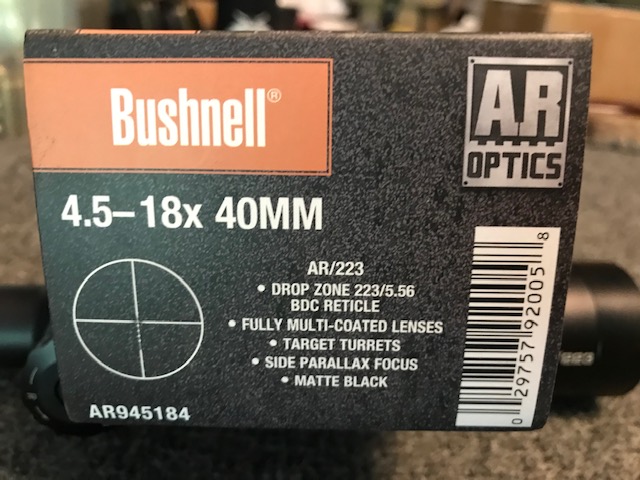 Bushnell®
AR
OPTICS
4.5–18x 40MM
AR/223
• DROP ZONE 223/5.56
BDC RETICLE
• FULLY MULTI-COATED LENSES
• TARGET TURRETS
• SIDE PARALLAX FOCUS
• MATTE BLACK
AR945184
0 29757 92005 8